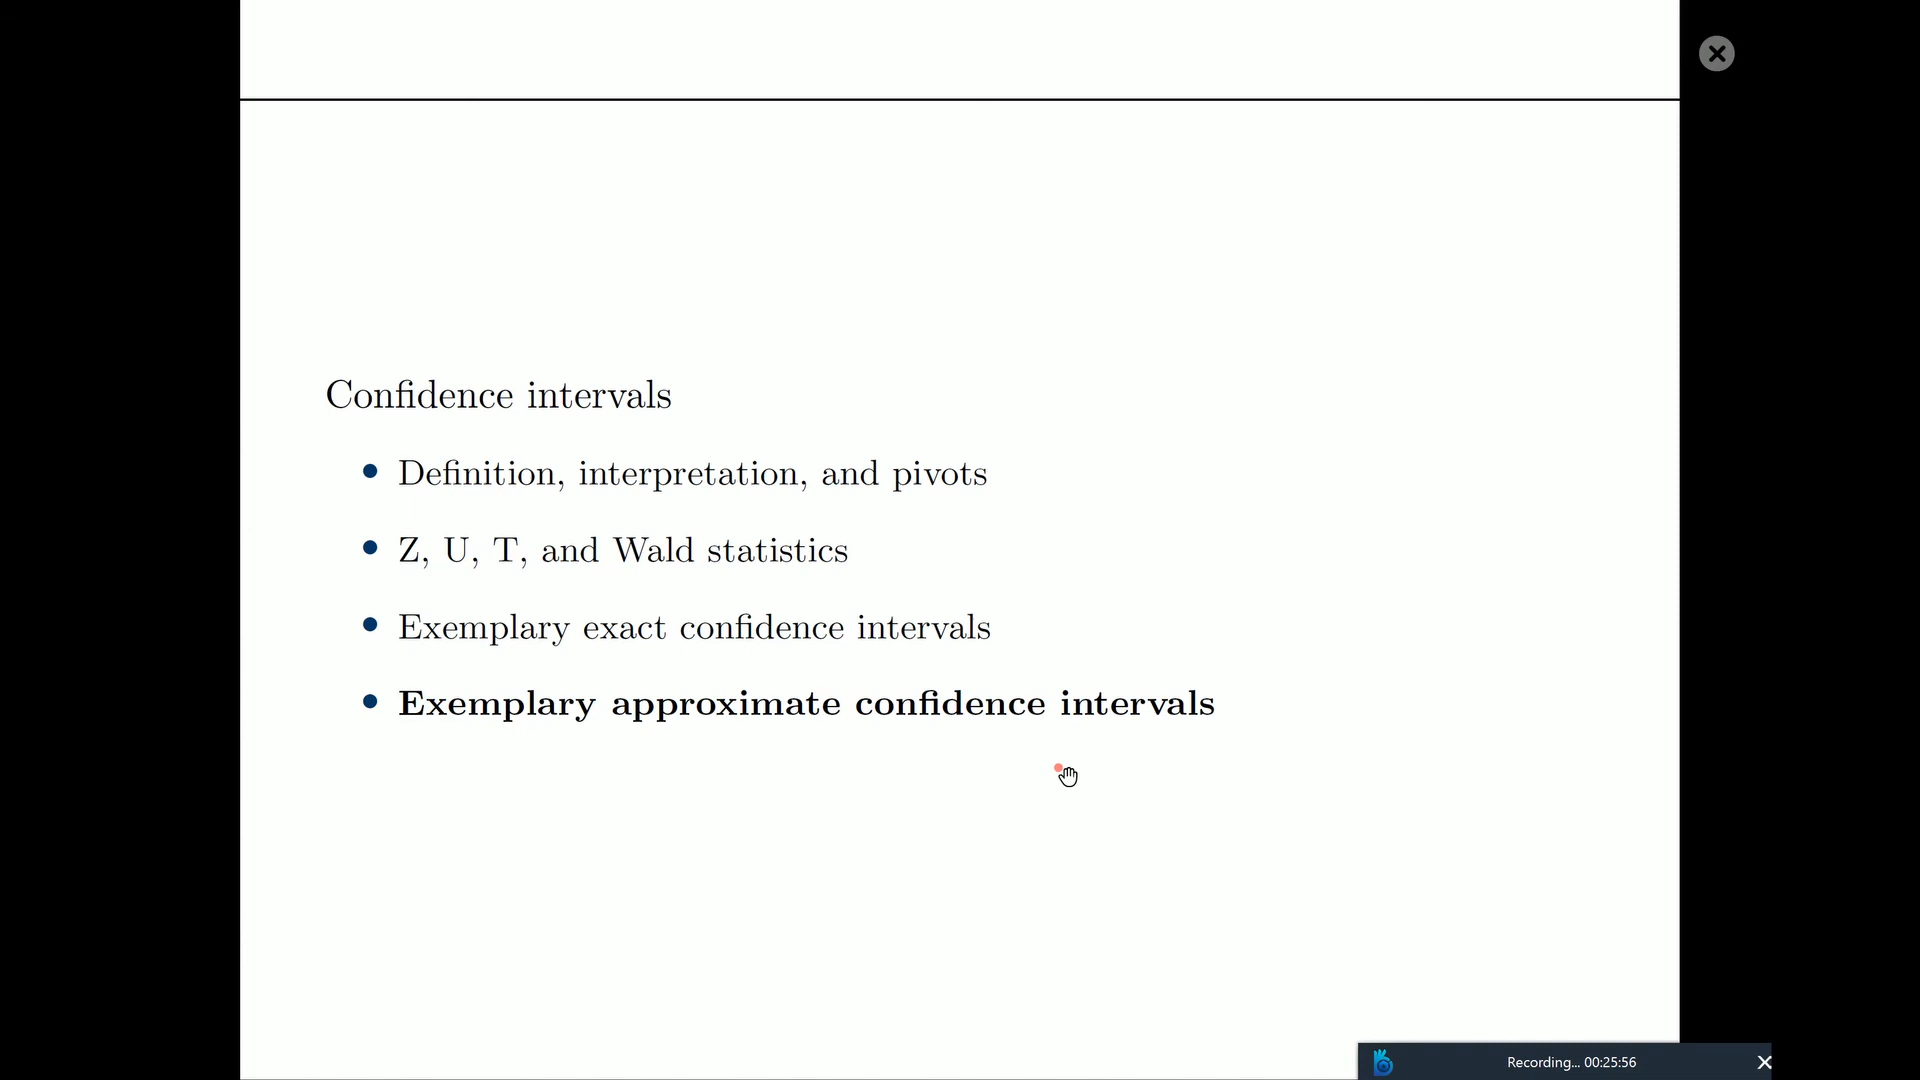 Confidence intervals
• Definition, interpretation, and pivots
• Z, U, T, and Wald statistics
• Exemplary exact confidence intervals
• Exemplary approximate confidence intervals
Recording... 00:25:56